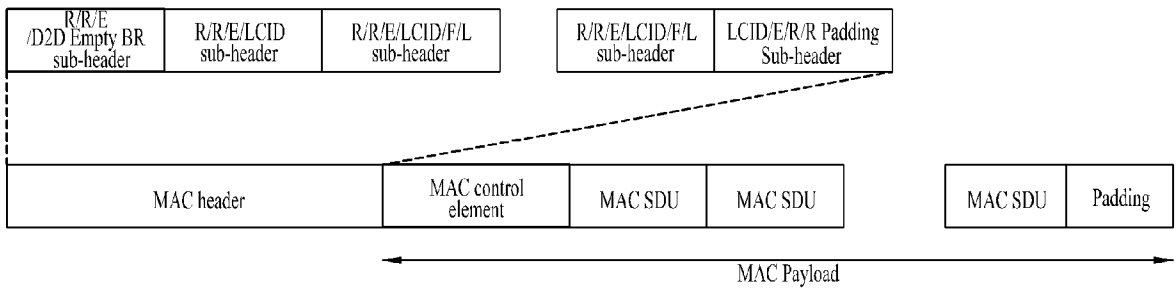 R/R/E
/D2D Empty BR
sub-header
R/R/E/LCID
sub-header
R/R/E/LCID/F/L
sub-header
R/R/E/LCID/F/L
sub-header
LCID/E/R/R Padding
Sub-header
MAC header
MAC control
element
MAC SDU
MAC SDU
MAC SDU
Padding
MAC Payload